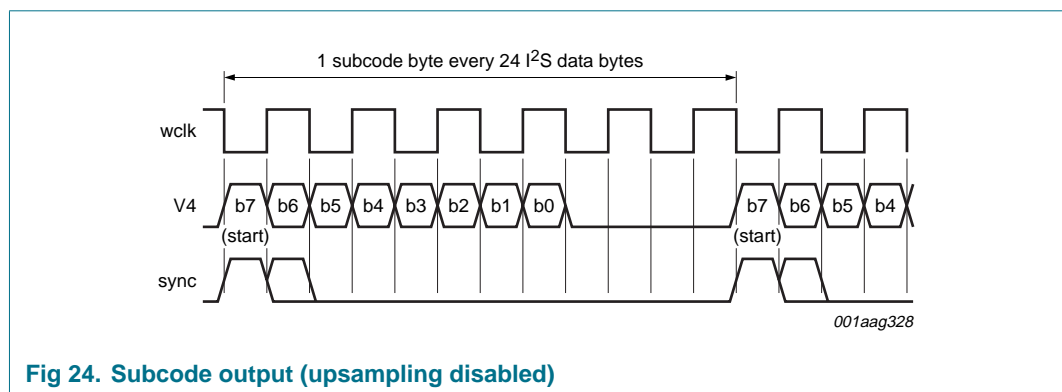 1 subcode byte every 24 I²S data bytes
wclk
V4 b7 b6 b5 b4 b3 b2 b1 b0 b7 b6 b5 b4
(start) (start)
sync
001aag328
Fig 24. Subcode output (upsampling disabled)